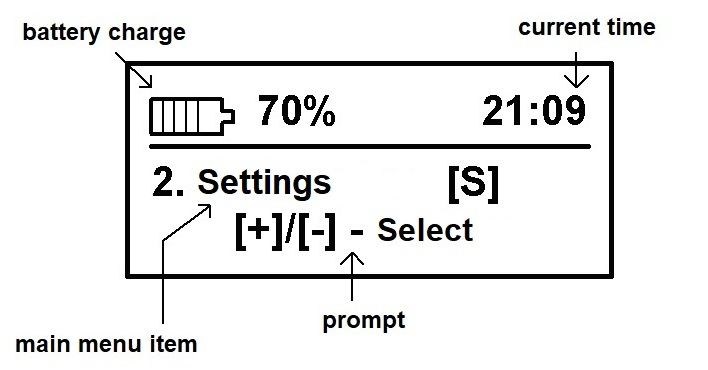 battery charge
current time
70% 21:09
2. Settings [S]
[+]/[-] - Select
prompt
main menu item